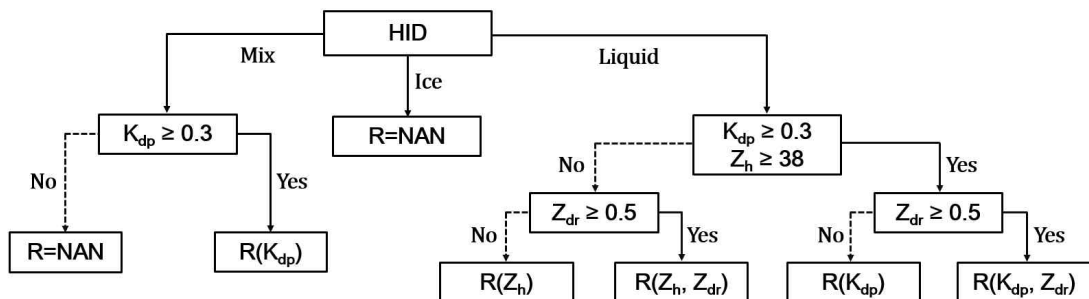 HID
Mix
Ice
Liquid
K_dp ≥ 0.3
R=NAN
K_dp ≥ 0.3
Z_h ≥ 38
No
Yes
No
Yes
Z_dr ≥ 0.5
Z_dr ≥ 0.5
R=NAN
R(K_dp)
No
Yes
No
Yes
R(Z_h)
R(Z_h, Z_dr)
R(K_dp)
R(K_dp, Z_dr)